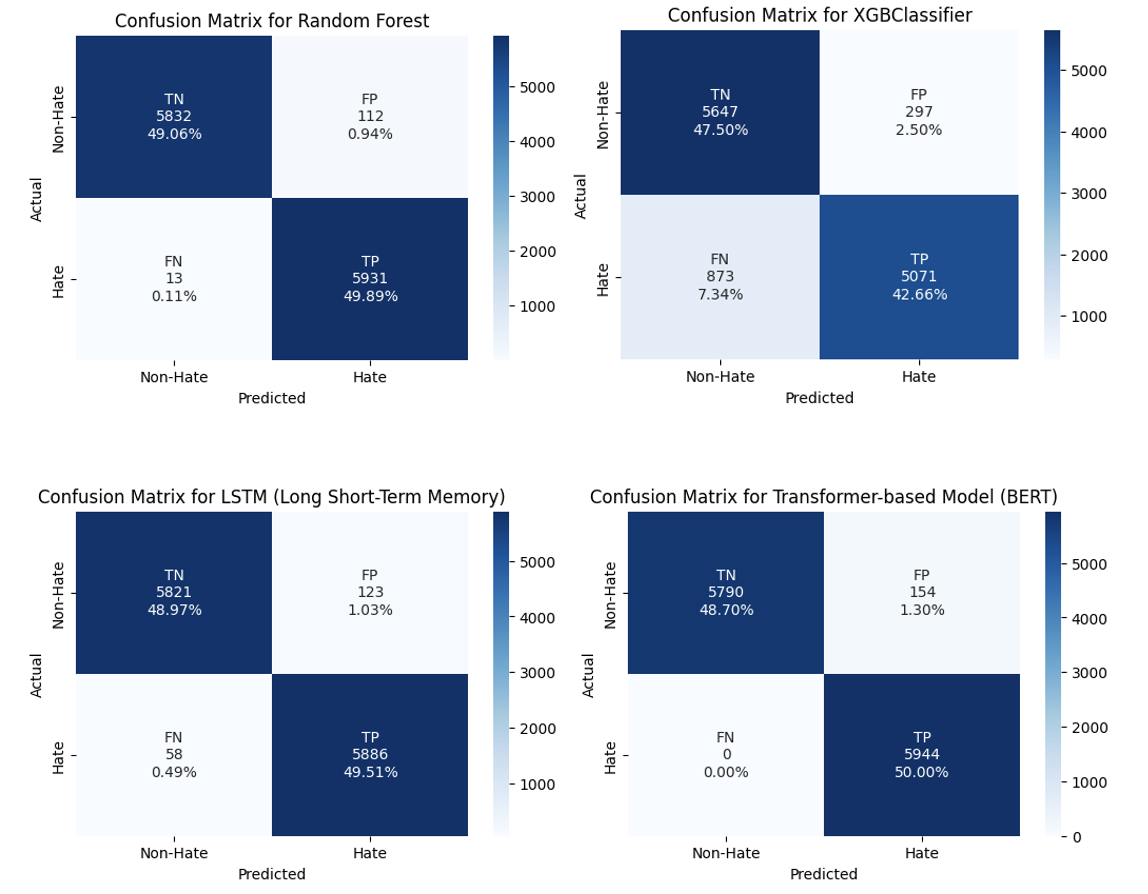 Confusion Matrix for Random Forest
Non-Hate
Hate
Actual
TN
5832
49.06%
FP
112
0.94%
FN
13
0.11%
TP
5931
49.89%
Non-Hate
Hate
Predicted
5000
4000
3000
2000
1000
Confusion Matrix for XGBClassifier
Non-Hate
Hate
Actual
TN
5647
47.50%
FP
297
2.50%
FN
873
7.34%
TP
5071
42.66%
Non-Hate
Hate
Predicted
5000
4000
3000
2000
1000
Confusion Matrix for LSTM (Long Short-Term Memory)
Non-Hate
Hate
Actual
TN
5821
48.97%
FP
123
1.03%
FN
58
0.49%
TP
5886
49.51%
Non-Hate
Hate
Predicted
5000
4000
3000
2000
1000
Confusion Matrix for Transformer-based Model (BERT)
Non-Hate
Hate
Actual
TN
5790
48.70%
FP
154
1.30%
FN
0
0.00%
TP
5944
50.00%
Non-Hate
Hate
Predicted
5000
4000
3000
2000
1000
0